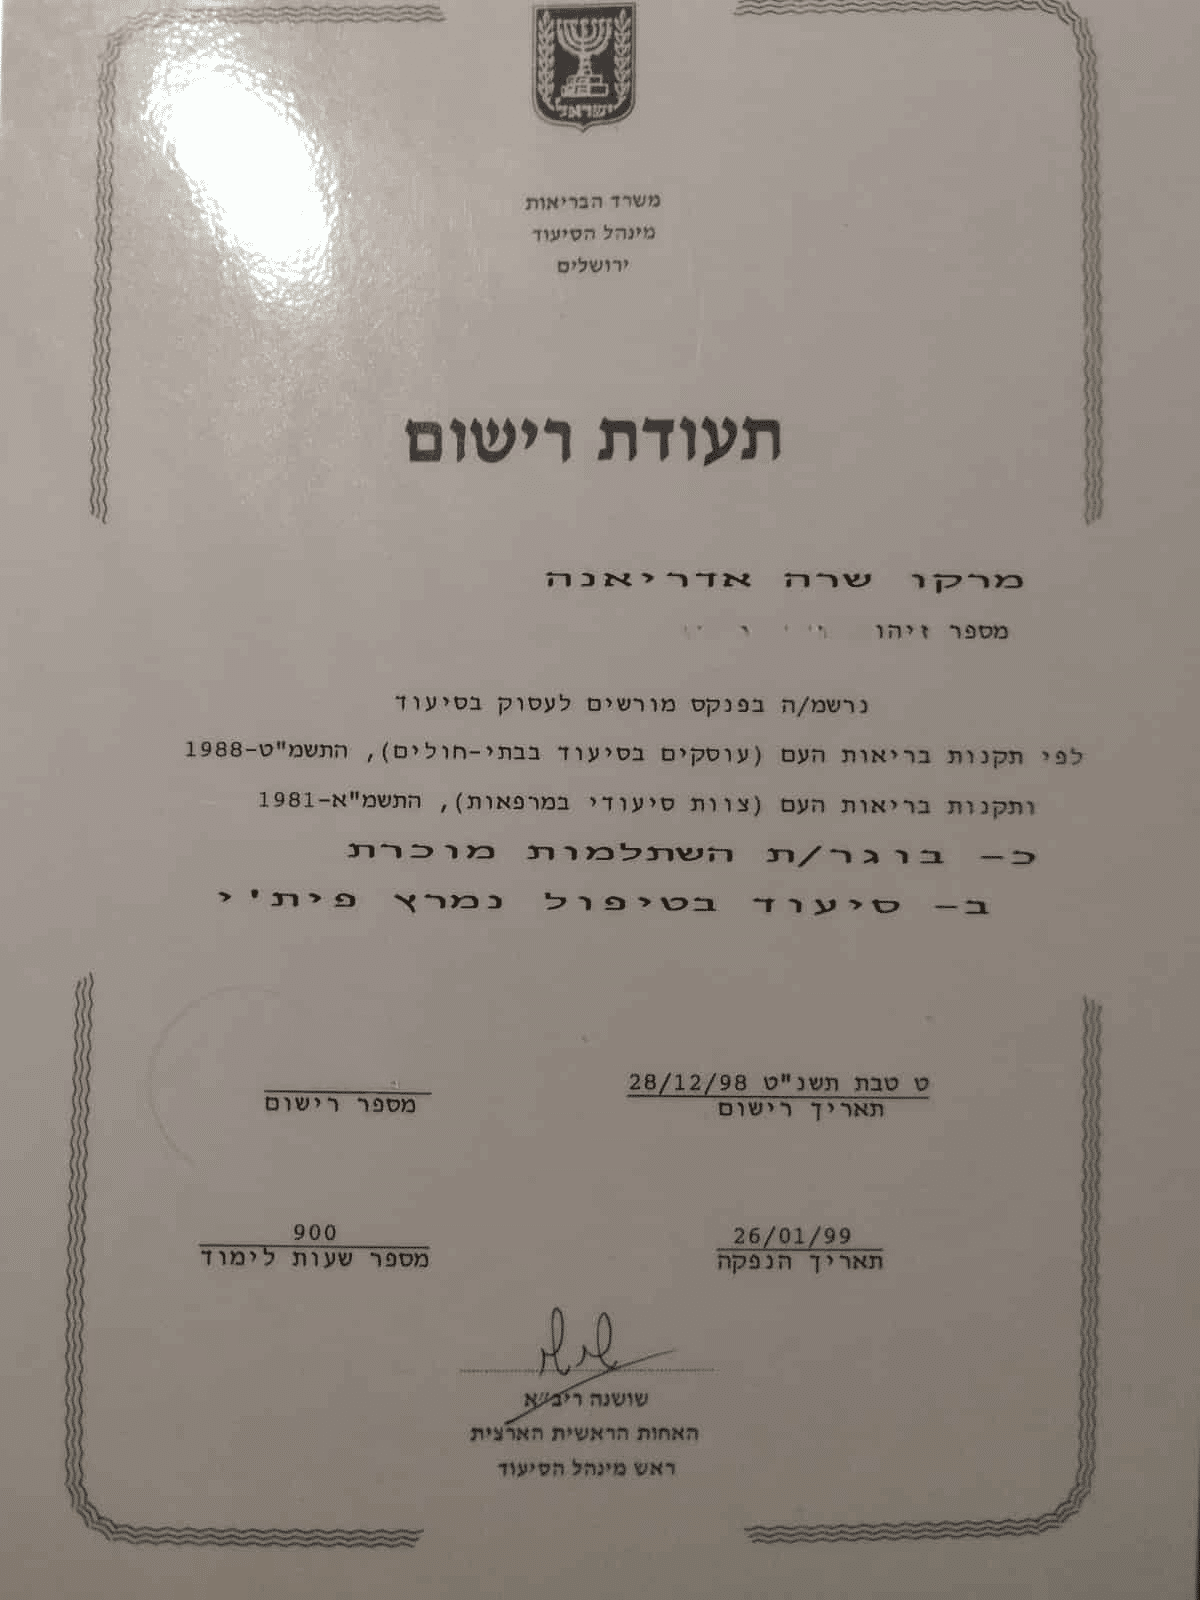 ישראל
משרד הבריאות
מינהל הסיעוד
ירושלים
תעודת רישום
מרקו שרה אדריאנה
מספר זיהו
נרשמ/ה בפנקס מורשים לעסוק בסיעוד
לפי תקנות בריאות העם (עוסקים בסיעוד בבתי-חולים), התשמ"ט-1988
ותקנות בריאות העם (צוות סיעודי במרפאות), התשמ"א-1981
כ- בוגר/ת השתלמות מוכרת
ב- סיעוד בטיפול נמרץ פית'י
ט טבת תשנ"ט 28/12/98
תאריך רישום
מספר רישום
26/01/99
תאריך הנפקה
900
מספר שעות לימוד
שושנה ריב"א
האחות הראשית הארצית
ראש מינהל הסיעוד